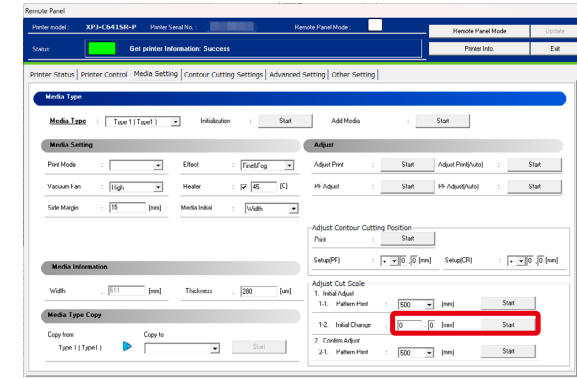 Remote Panel
Printer model : XPJ-C641SR-P Printer Serial No. : Remote Panel Mode : Remote Panel Mode Update
Status: Get printer Information: Success Printer Info. Exit
Printer Status Printer Control Media Setting Contour Cutting Settings Advanced Setting Other Setting
Media Type
Media Type : Type 1 ( Type1 ) Initialization : Start Add Media : Start
Media Setting Adjust
Print Mode : Effect : Fine&Fog Adjust Print : Start Adjust Print(Auto) : Start
Vacuum Fan : High Heater : 45 [C] PF Adjust : Start PF Adjust(Auto) : Start
Side Margin : 15 [mm] Media Initial : Width
Adjust Contour Cutting Position
Print : Start
Setup(PF) : + 0 . 0 [mm] Setup(CR) : + 0 . 0 [mm]
Media Information
Width : 611 [mm] Thickness : 280 [um]
Adjust Cut Scale
1. Initial Adjust
1-1. Pattern Print : 500 [mm] Start
1-2. Initial Change : 0 . 0 [mm] Start
2. Confirm Adjust
2-1. Pattern Print : 500 [mm] Start
Media Type Copy
Copy from Copy to
Type 1 ( Type1 ) : Start